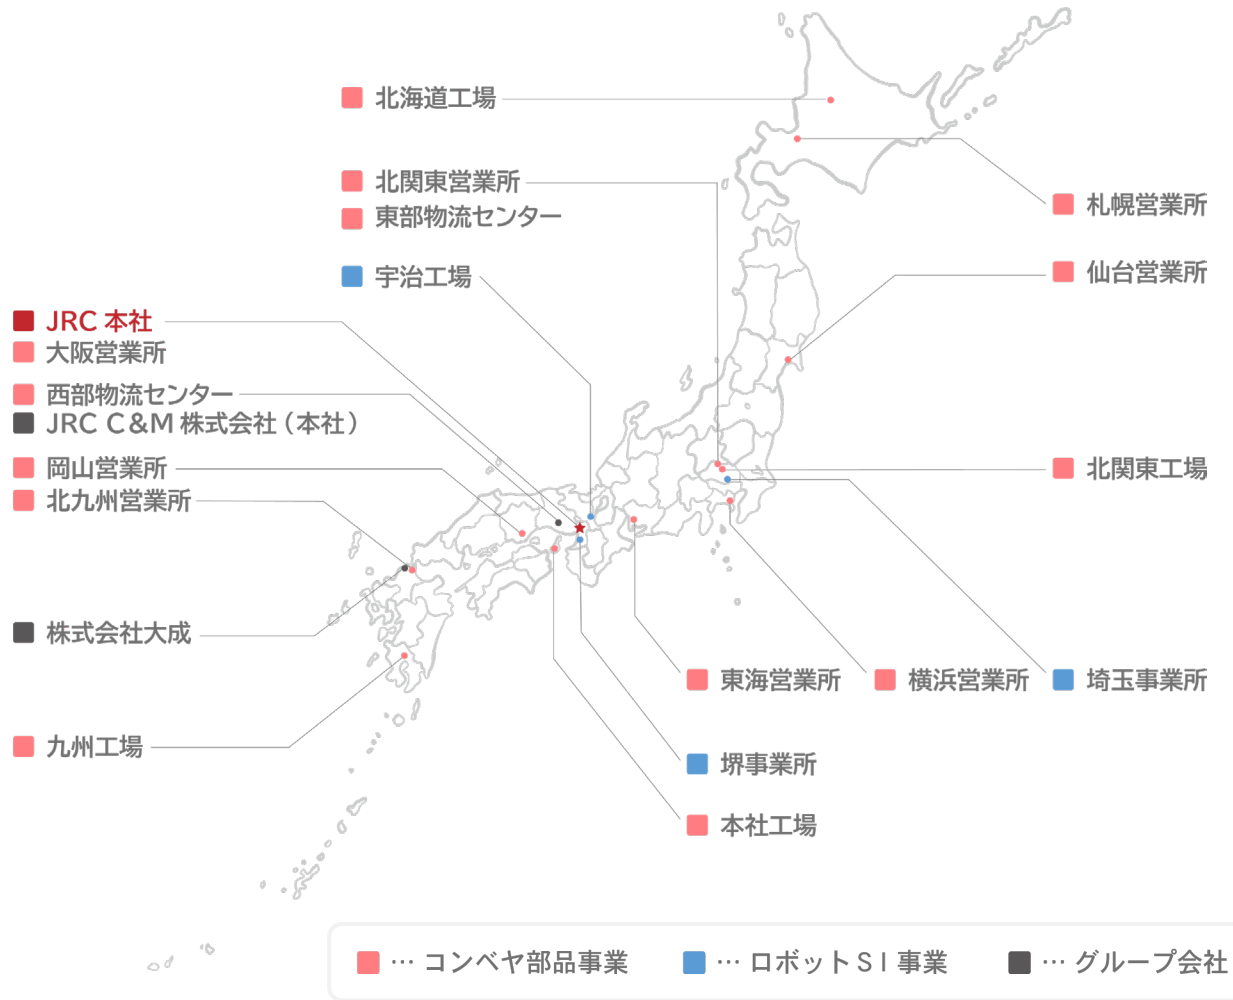 北海道工場
北関東営業所
東部物流センター
宇治工場
JRC 本社
大阪営業所
西部物流センター
JRC C&M 株式会社（本社）
岡山営業所
北九州営業所
株式会社大成
九州工場
札幌営業所
仙台営業所
北関東工場
東海営業所
横浜営業所
埼玉事業所
堺事業所
本社工場
… コンベヤ部品事業
… ロボットSI 事業
… グループ会社